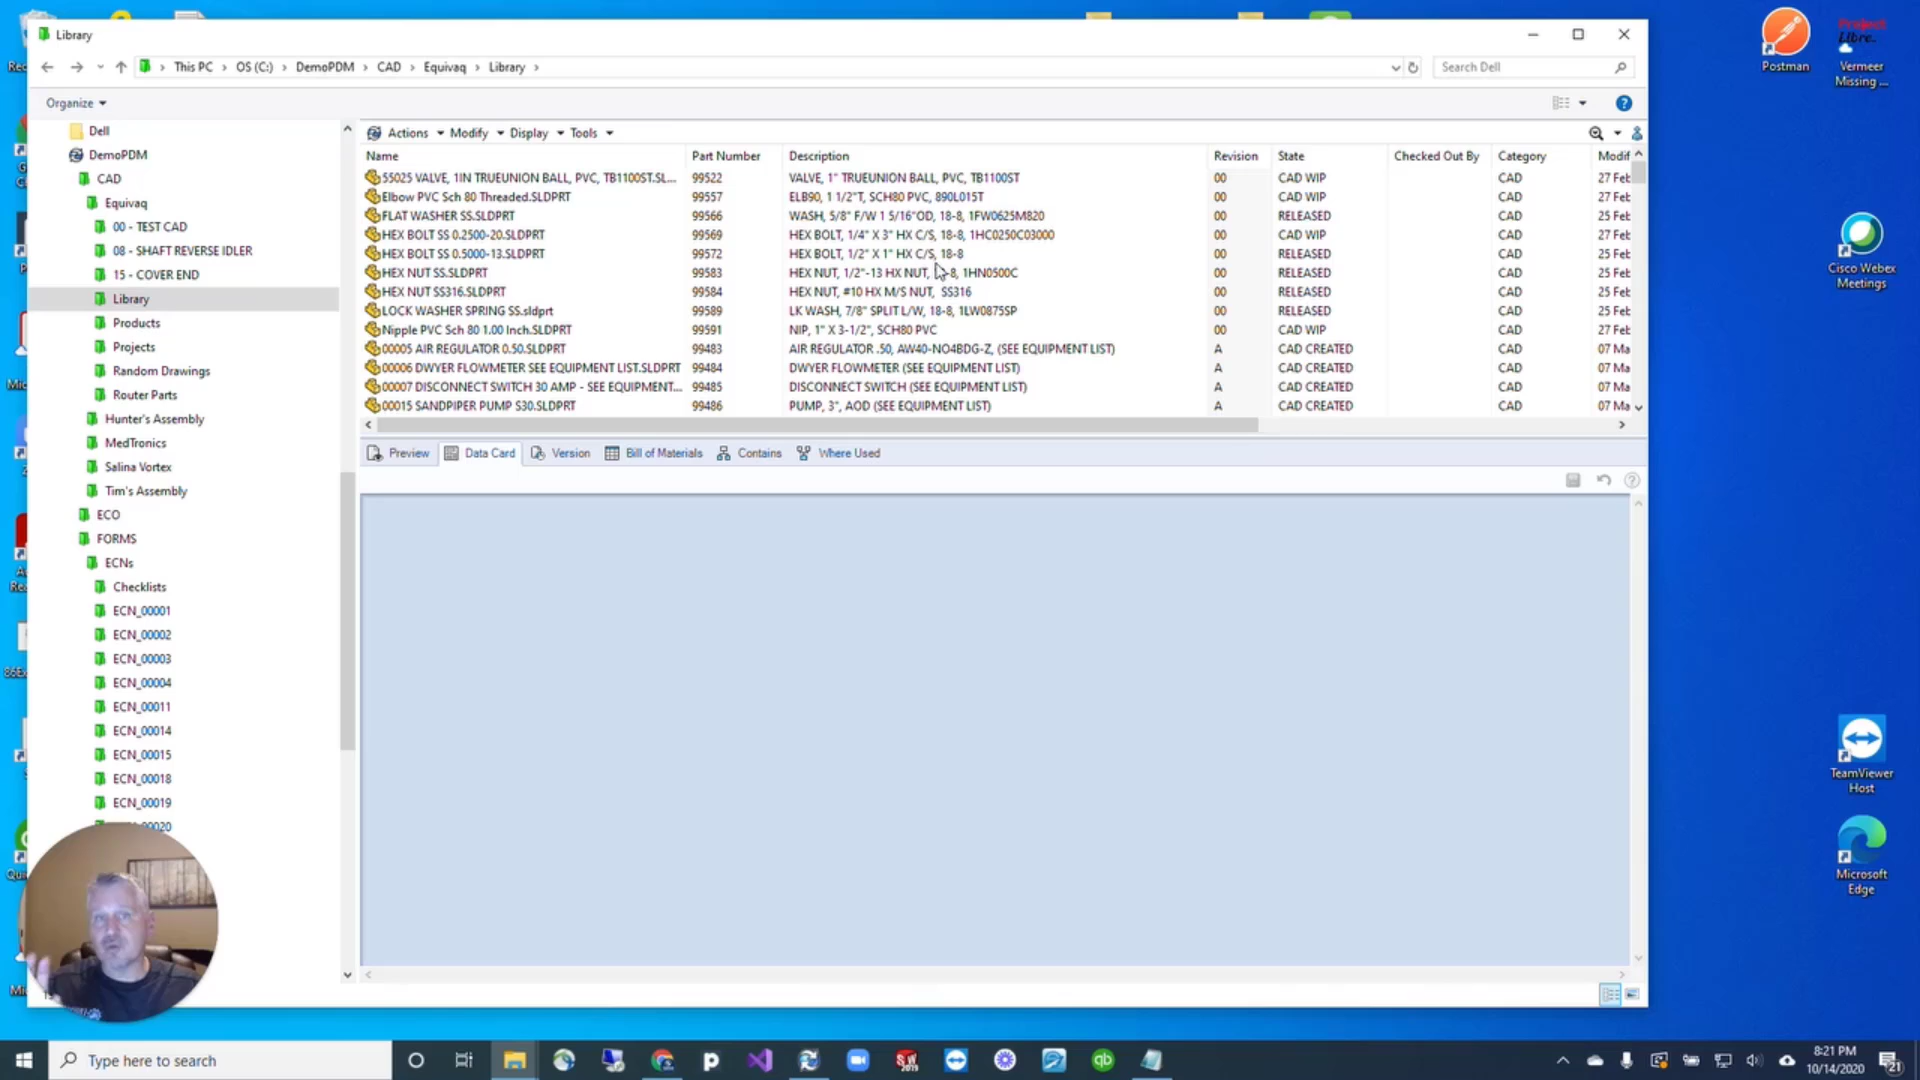 Library
This PC
OS (C:)
DemoPDM
CAD
Equivaq
Library
Search Dell
Organize
Dell
DemoPDM
CAD
Equivaq
00 - TEST CAD
08 - SHAFT REVERSE IDLER
15 - COVER END
Library
Products
Projects
Random Drawings
Router Parts
Hunter's Assembly
MedTronics
Salina Vortex
Tim's Assembly
ECO
FORMS
ECNs
Checklists
ECN_00001
ECN_00002
ECN_00003
ECN_00004
ECN_00011
ECN_00014
ECN_00015
ECN_00018
ECN_00019
Actions Modify Display Tools
Name Part Number Description Revision State Checked Out By Category Modif
55025 VALVE, 1IN TRUEUNION BALL, PVC, TB1100ST.SL... 99522 VALVE, 1" TRUEUNION BALL, PVC, TB1100ST 00 CAD WIP CAD 27 Feb
Elbow PVC Sch 80 Threaded.SLDPRT 99557 ELB90, 1 1/2"T, SCH80 PVC, 890L015T 00 CAD WIP CAD 27 Feb
FLAT WASHER SS.SLDPRT 99566 WASH, 5/8" F/W 1 5/16"OD, 18-8, 1FW0625M820 00 RELEASED CAD 25 Feb
HEX BOLT SS 0.2500-20.SLDPRT 99569 HEX BOLT, 1/4" X 3" HX C/S, 18-8, 1HC0250C03000 00 CAD WIP CAD 27 Feb
HEX BOLT SS 0.5000-13.SLDPRT 99572 HEX BOLT, 1/2" X 1" HX C/S, 18-8 00 RELEASED CAD 25 Feb
HEX NUT SS.SLDPRT 99583 HEX NUT, 1/2"-13 HX NUT, -8, 1HN0500C 00 RELEASED CAD 25 Feb
HEX NUT SS316.SLDPRT 99584 HEX NUT, #10 HX M/S NUT, SS316 00 RELEASED CAD 25 Feb
LOCK WASHER SPRING SS.sldprt 99589 LK WASH, 7/8" SPLIT L/W, 18-8, 1LW0875SP 00 RELEASED CAD 25 Feb
Nipple PVC Sch 80 1.00 Inch.SLDPRT 99591 NIP, 1" X 3-1/2", SCH80 PVC 00 CAD WIP CAD 27 Feb
00005 AIR REGULATOR 0.50.SLDPRT 99483 AIR REGULATOR .50, AW40-NO4BDG-Z, (SEE EQUIPMENT LIST) A CAD CREATED CAD 07 Ma
00006 DWYER FLOWMETER SEE EQUIPMENT LIST.SLDPRT 99484 DWYER FLOWMETER (SEE EQUIPMENT LIST) A CAD CREATED CAD 07 Ma
00007 DISCONNECT SWITCH 30 AMP - SEE EQUIPMENT... 99485 DISCONNECT SWITCH (SEE EQUIPMENT LIST) A CAD CREATED CAD 07 Ma
00015 SANDPIPER PUMP S30.SLDPRT 99486 PUMP, 3", AOD (SEE EQUIPMENT LIST) A CAD CREATED CAD 07 Ma
Preview Data Card Version Bill of Materials Contains Where Used
Postman
Project
Libre.
Vermeer
Missing ...
Cisco Webex
Meetings
TeamViewer
Host
Microsoft
Edge
Type here to search
8:21 PM
10/14/2020
21